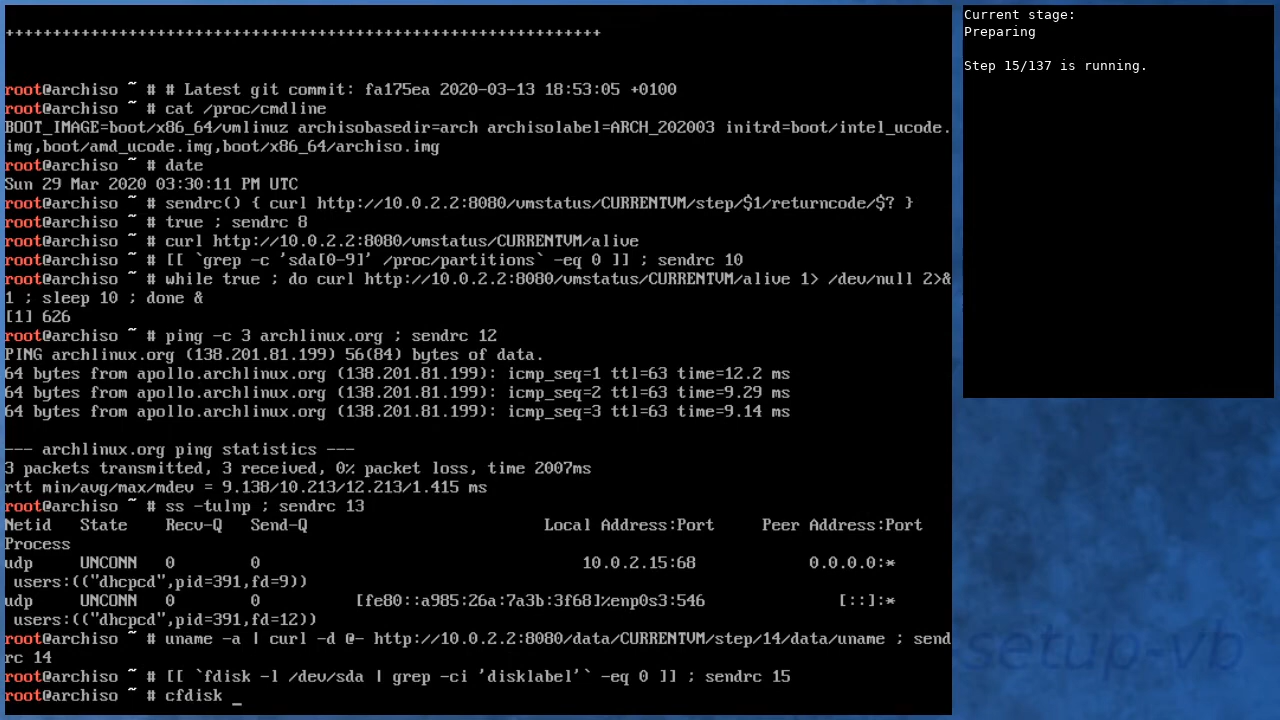 ++++++++++++++++++++++++++++++++++++++++++++++++++++++++++++++++
root@archiso ~ # # Latest git commit: fa175ea 2020-03-13 18:53:05 +0100
root@archiso ~ # cat /proc/cmdline
BOOT_IMAGE=boot/x86_64/vmlinuz archisobasedir=arch archisolabel=ARCH_202003 initrd=boot/intel_ucode.
img,boot/amd_ucode.img,boot/x86_64/archiso.img
root@archiso ~ # date
Sun 29 Mar 2020 03:30:11 PM UTC
root@archiso ~ # sendrc() { curl http://10.0.2.2:8080/vmstatus/CURRENTVM/step/$1/returncode/$? }
root@archiso ~ # true ; sendrc 8
root@archiso ~ # curl http://10.0.2.2:8080/vmstatus/CURRENTVM/alive
root@archiso ~ # [[ `grep -c 'sda[0-9]' /proc/partitions` -eq 0 ]] ; sendrc 10
root@archiso ~ # while true ; do curl http://10.0.2.2:8080/vmstatus/CURRENTVM/alive 1> /dev/null 2>&
1 ; sleep 10 ; done &
[1] 626
root@archiso ~ # ping -c 3 archlinux.org ; sendrc 12
PING archlinux.org (138.201.81.199) 56(84) bytes of data.
64 bytes from apollo.archlinux.org (138.201.81.199): icmp_seq=1 ttl=63 time=12.2 ms
64 bytes from apollo.archlinux.org (138.201.81.199): icmp_seq=2 ttl=63 time=9.29 ms
64 bytes from apollo.archlinux.org (138.201.81.199): icmp_seq=3 ttl=63 time=9.14 ms
--- archlinux.org ping statistics ---
3 packets transmitted, 3 received, 0% packet loss, time 2007ms
rtt min/avg/max/mdev = 9.138/10.213/12.213/1.415 ms
root@archiso ~ # ss -tulnp ; sendrc 13
Netid State Recv-Q Send-Q Local Address:Port Peer Address:Port
Process
udp UNCONN 0 0 10.0.2.15:68 0.0.0.0:*
users:(("dhcpcd",pid=391,fd=9))
udp UNCONN 0 0 [fe80::a985:26a:7a3b:3f68]%enp0s3:546 [::]:*
users:(("dhcpcd",pid=391,fd=12))
root@archiso ~ # uname -a | curl -d @- http://10.0.2.2:8080/data/CURRENTVM/step/14/data/uname ; send
rc 14
root@archiso ~ # [[ `fdisk -l /dev/sda | grep -ci 'disklabel'` -eq 0 ]] ; sendrc 15
root@archiso ~ # cfdisk _
Current stage:
Preparing
Step 15/137 is running.
setup-vb